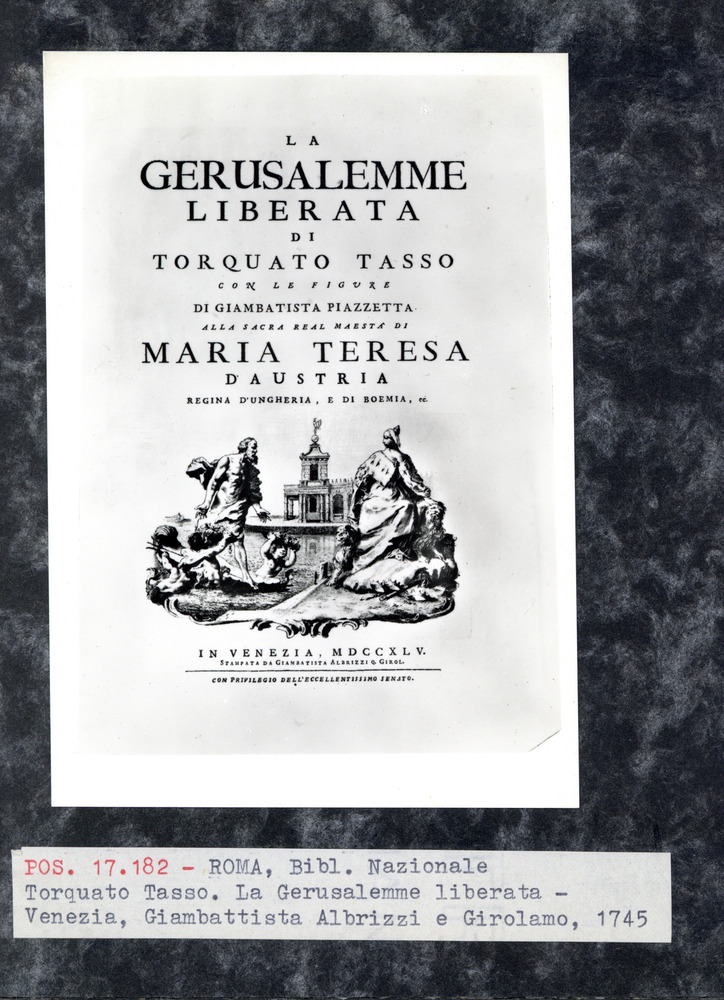 LA
GERUSALEMME
LIBERATA
DI
TORQUATO TASSO
CON LE FIGVRE
DI GIAMBATISTA PIAZZETTA
ALLA SACRA REAL MAESTÀ DI
MARIA TERESA
D'AUSTRIA
REGINA D'UNGHERIA, E DI BOEMIA, ec.
IN VENEZIA, MDCCXLV.
STAMPATA DA GIAMBATISTA ALBRIZZI Q. GIROL.
CON PRIVILEGIO DELL'ECCELLENTISSIMO SENATO.
POS. 17.182 - ROMA, Bibl. Nazionale
Torquato Tasso. La Gerusalemme liberata -
Venezia, Giambattista Albrizzi e Girolamo, 1745